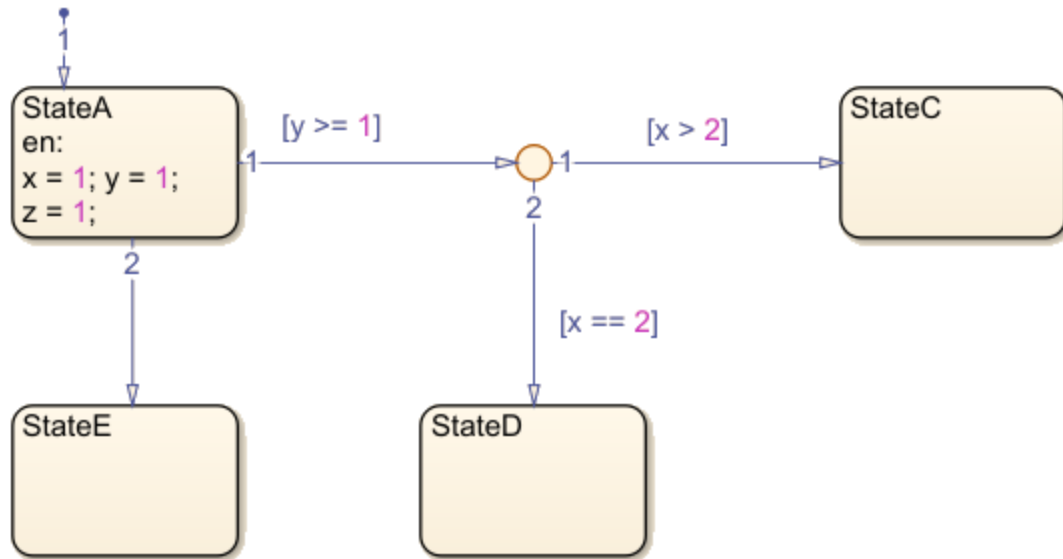 1
StateA
en:
x = 1; y = 1;
z = 1;
1
[y >= 1]
1
[x > 2]
StateC
2
2
[x == 2]
StateE
StateD